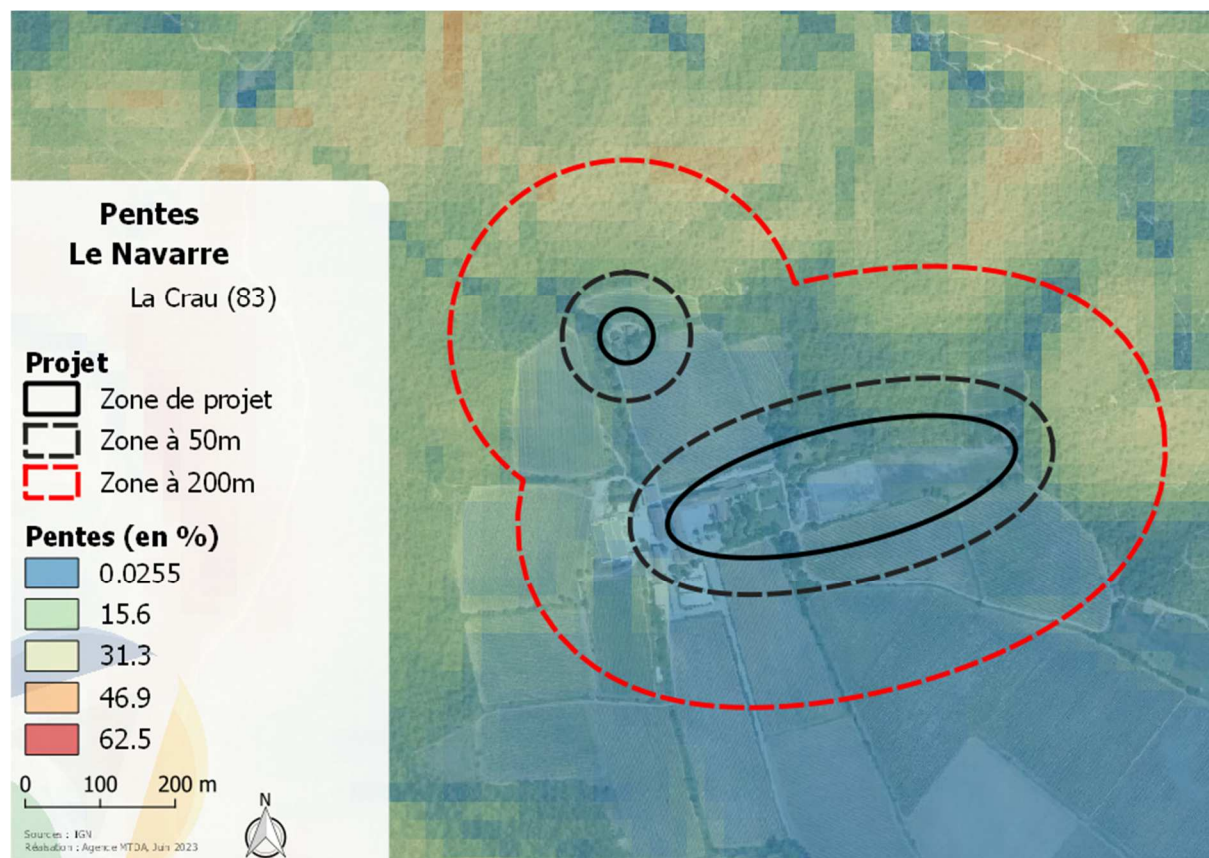 Pentes
Le Navarre
La Crau (83)
Projet
Zone de projet
Zone à 50m
Zone à 200m
Pentes (en %)
0.0255
15.6
31.3
46.9
62.5
0 100 200 m
N
Sources : IGN
Réalisation : Agence MTDA, Juin 2023